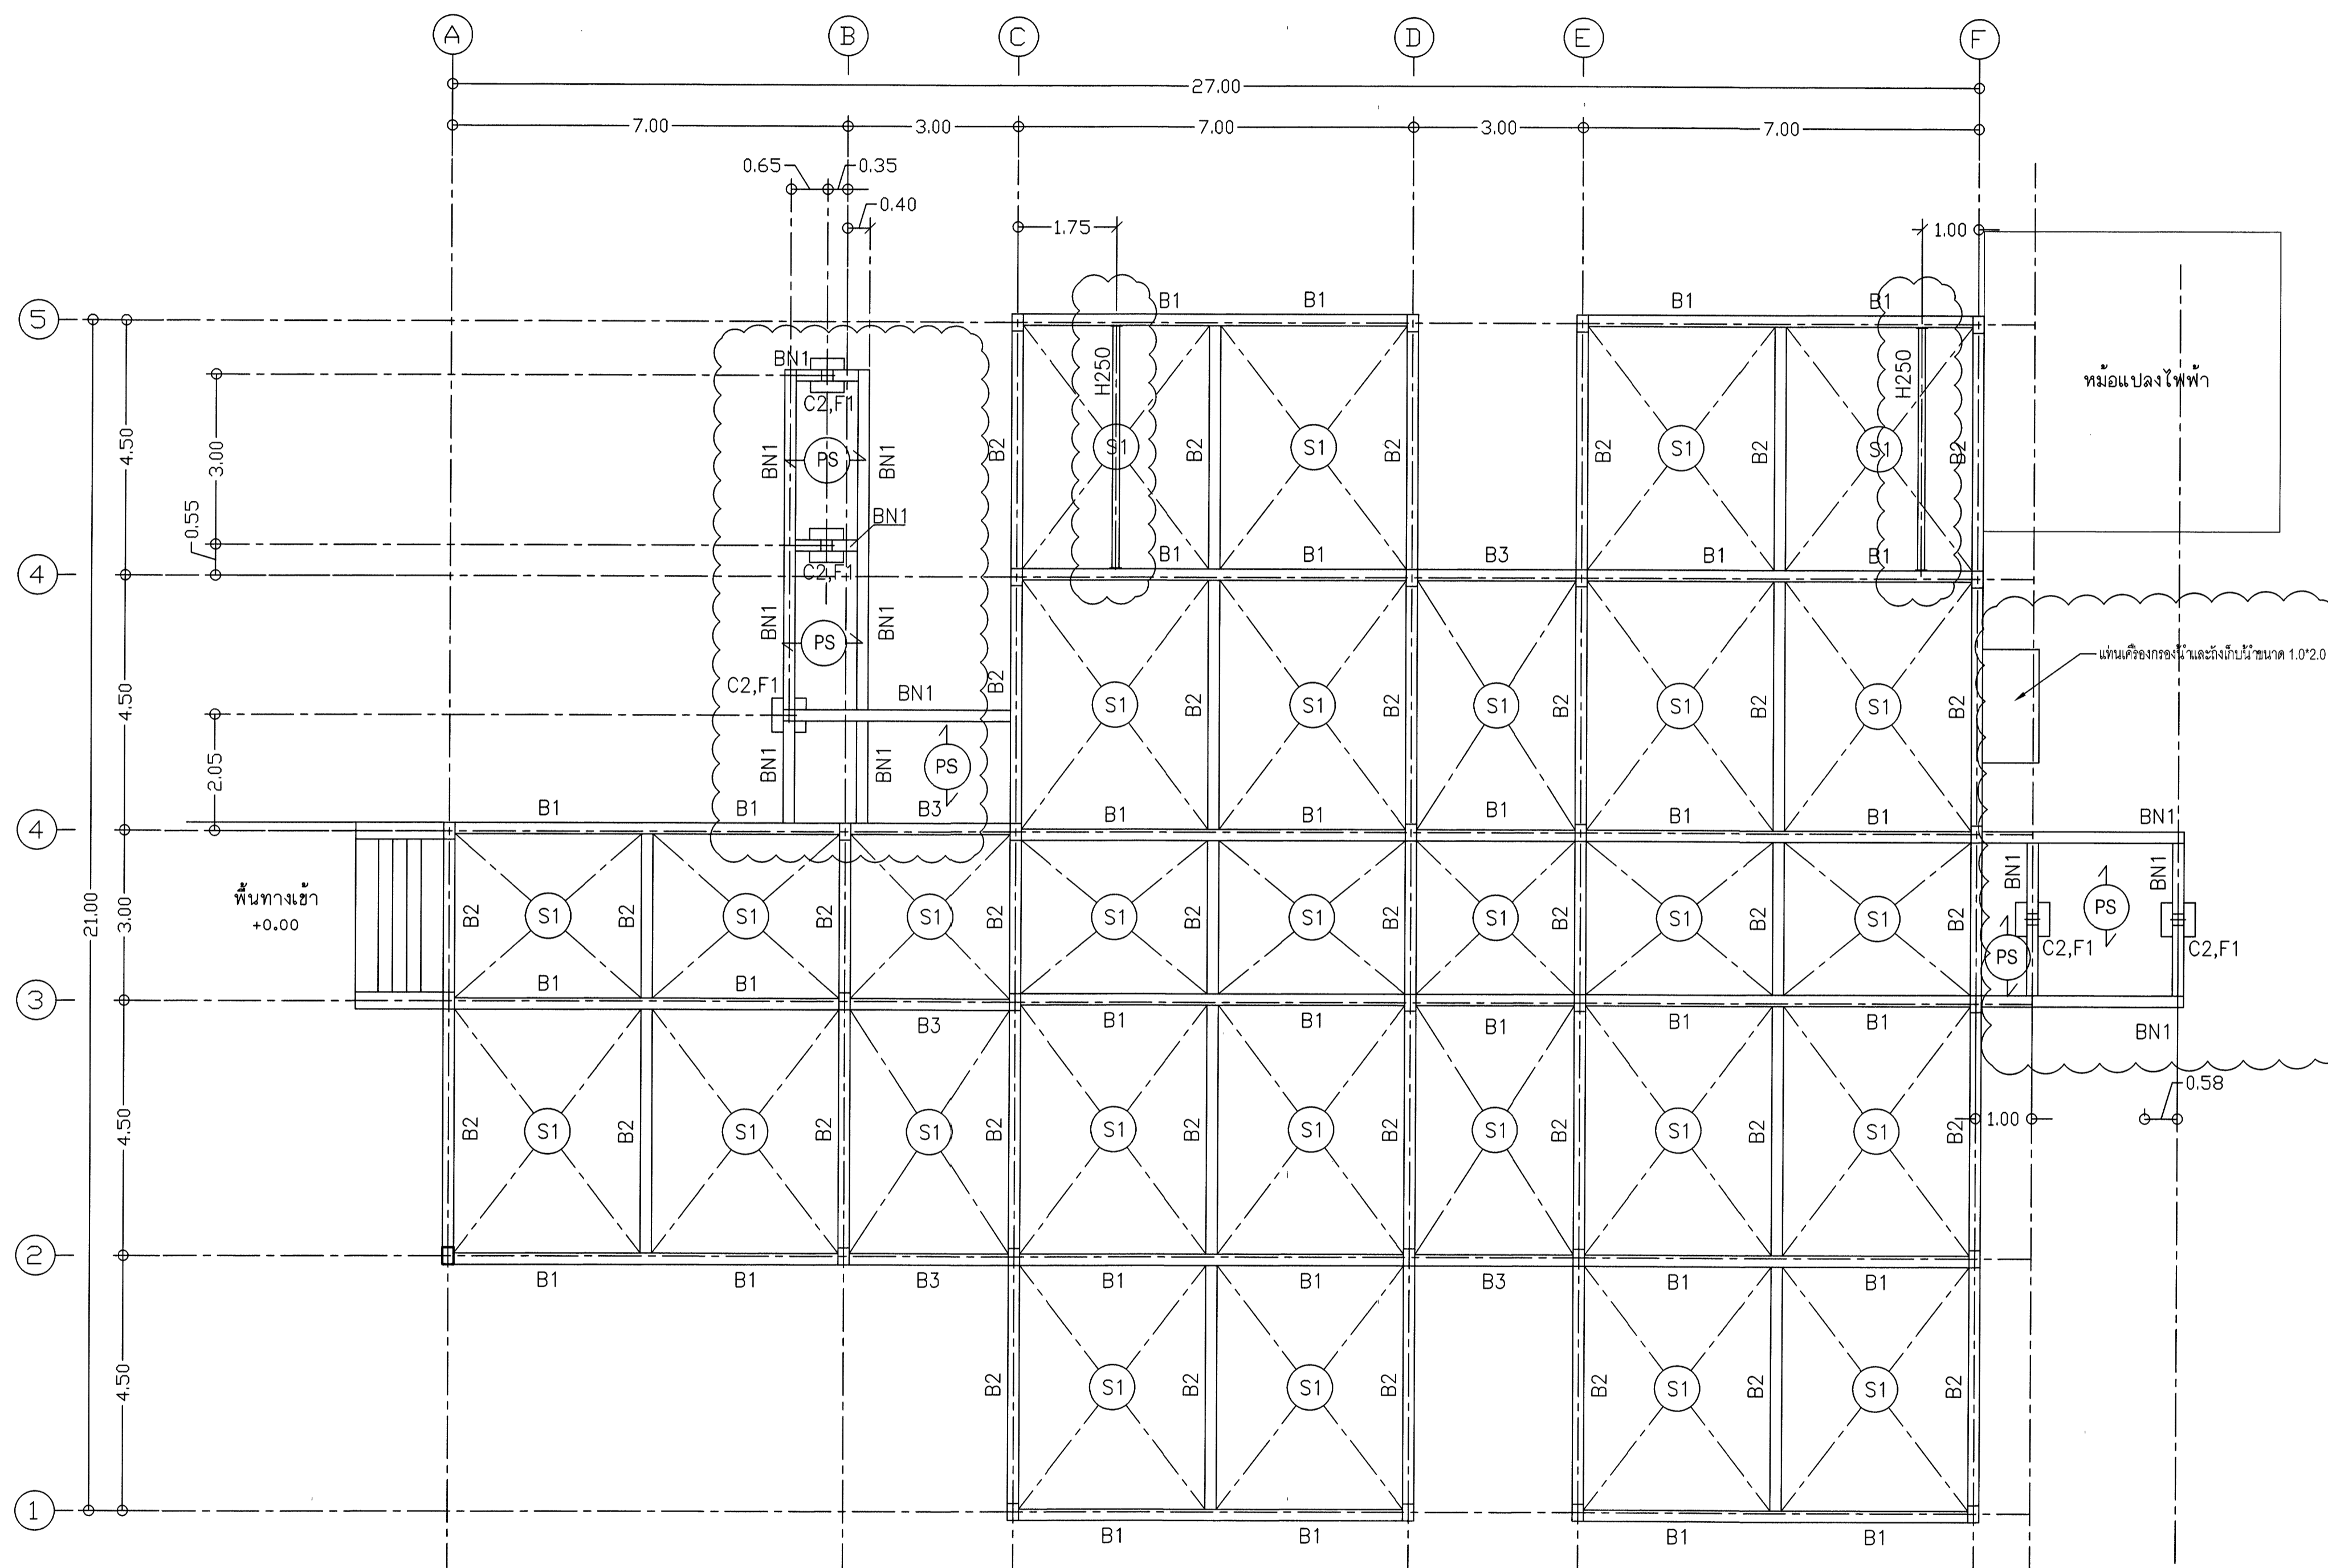 A B C D E F
27.00
7.00 3.00 7.00 3.00 7.00
0.65 0.35
0.40
1.75 1.00
B1 B1 B1 B1
5
BN1 H250 H250
หม้อแปลงไฟฟ้า
C2,F1
4.50 3.00 BN1 PS BN1 B2 S1 B2 S1 B2 B2 S1 B2 S1 B2
0.55 BN1
B1 B1 B3 B1 B1
4
C2,F1
BN1 PS BN1
แท่นเครื่องกรองน้ำและถังเก็บน้ำขนาด 1.0*2.0
C2,F1 BN1 B2
4.50 S1 B2 S1 B2 S1 B2 S1 B2 S1 B2
2.05 BN1 BN1 PS
B1 B1 B3 B1 B1 B1 B1 B1 BN1
4
พื้นทางเข้า
+0.00
21.00 3.00 B2 S1 B2 S1 B2 S1 B2 S1 B2 S1 B2 S1 B2 S1 B2 S1 BN1 PS BN1
PS C2,F1 C2,F1
B1 B1
3
B3 B1 B1 B1 B1 B1 BN1
0.58
1.00
4.50 B2 S1 B2 S1 B2 S1 B2 S1 B2 S1 B2 S1 B2 S1 B2 S1 B2
2
B1 B1 B3 B1 B1 B3 B1 B1
4.50 B2 S1 B2 S1 B2 B2 S1 B2 S1 B2
1
B1 B1 B1 B1